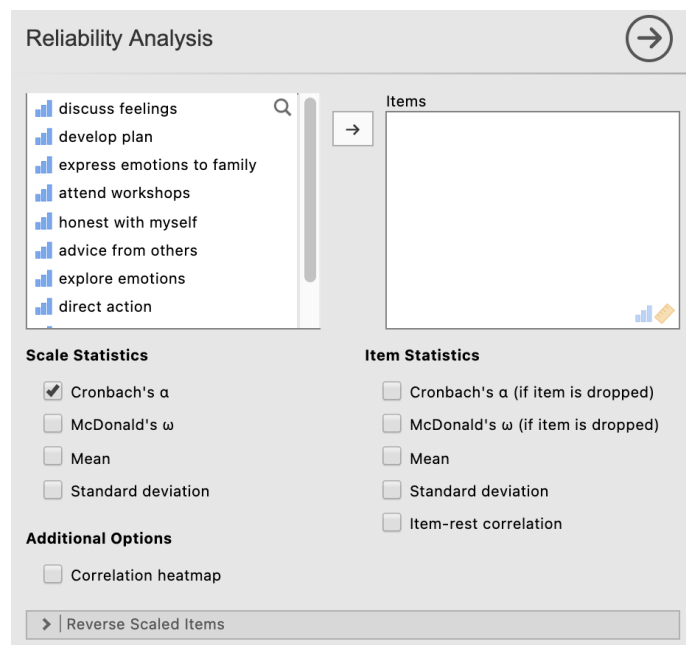 Reliability Analysis
Items
discuss feelings
develop plan
express emotions to family
attend workshops
honest with myself
advice from others
explore emotions
direct action
Scale Statistics
Cronbach's α
McDonald's ω
Mean
Standard deviation
Item Statistics
Cronbach's α (if item is dropped)
McDonald's ω (if item is dropped)
Mean
Standard deviation
Item-rest correlation
Additional Options
Correlation heatmap
Reverse Scaled Items